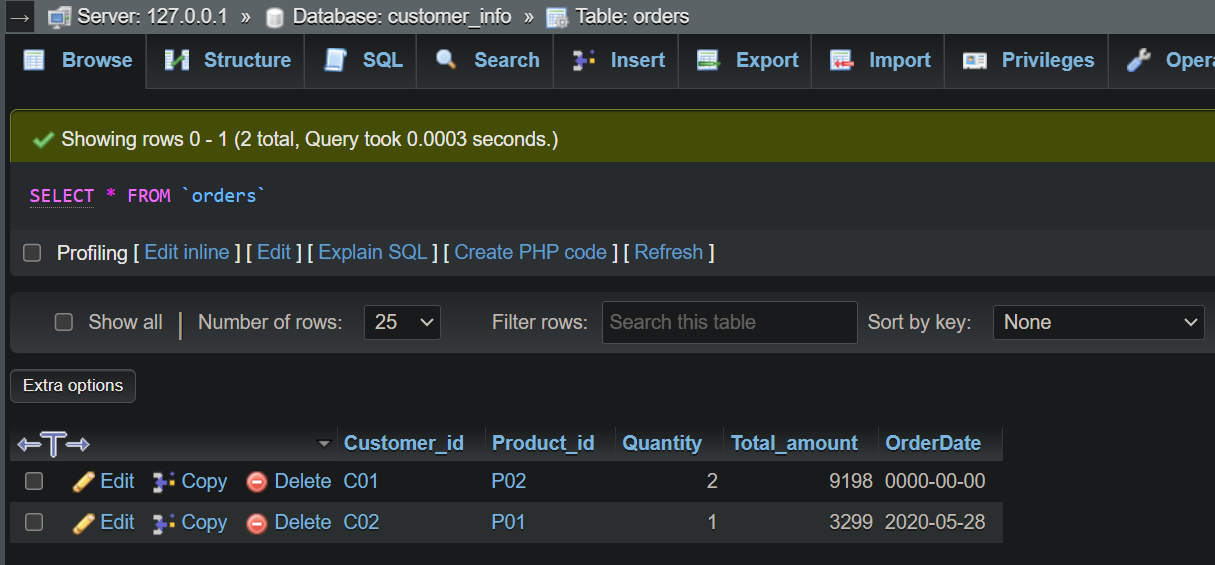 Server: 127.0.0.1 » Database: customer_info » Table: orders
Browse Structure SQL Search Insert Export Import Privileges
Showing rows 0 - 1 (2 total, Query took 0.0003 seconds.)
SELECT * FROM `orders`
Profiling [ Edit inline ] [ Edit ] [ Explain SQL ] [ Create PHP code ] [ Refresh ]
Show all | Number of rows: 25 Filter rows: Search this table Sort by key: None
Extra options
Customer_id Product_id Quantity Total_amount OrderDate
Edit Copy Delete C01 P02 2 9198 0000-00-00
Edit Copy Delete C02 P01 1 3299 2020-05-28